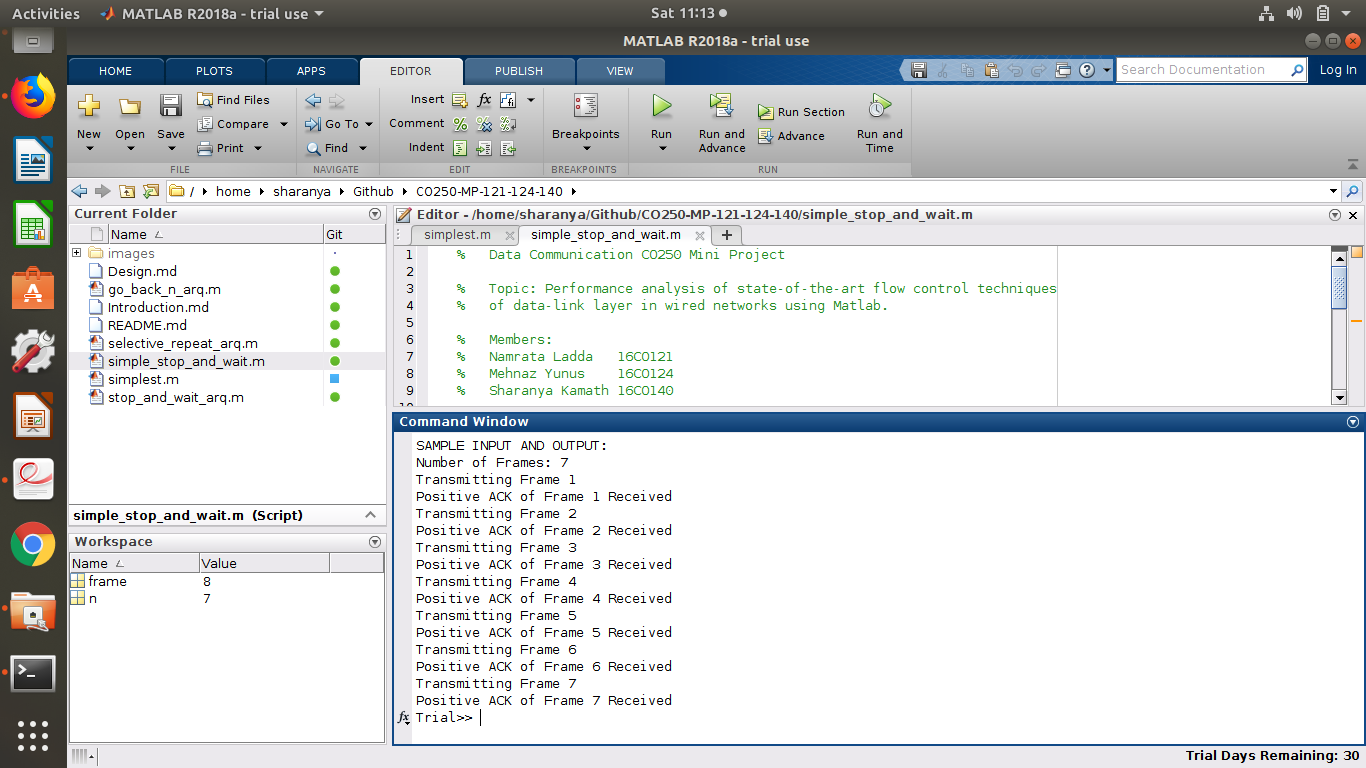 Activities MATLAB R2018a - trial use Sat 11:13
MATLAB R2018a - trial use
HOME PLOTS APPS EDITOR PUBLISH VIEW Search Documentation Log In
New Open Save Find Files Compare Print
FILE
Go To Find
NAVIGATE
Insert fx
Comment
Indent
EDIT
Breakpoints
BREAKPOINTS
Run Run and Advance Run Section Advance Run and Time
RUN
/ home sharanya Github CO250-MP-121-124-140
Current Folder
Name Git
images
Design.md
go_back_n_arq.m
Introduction.md
README.md
selective_repeat_arq.m
simple_stop_and_wait.m
simplest.m
stop_and_wait_arq.m
simple_stop_and_wait.m (Script)
Workspace
Name Value
frame 8
n 7
Editor - /home/sharanya/Github/CO250-MP-121-124-140/simple_stop_and_wait.m
simplest.m simple_stop_and_wait.m
1 % Data Communication CO250 Mini Project
2
3 % Topic: Performance analysis of state-of-the-art flow control techniques
4 % of data-link layer in wired networks using Matlab.
5
6 % Members:
7 % Namrata Ladda 16CO121
8 % Mehnaz Yunus 16CO124
9 % Sharanya Kamath 16CO140
10
Command Window
SAMPLE INPUT AND OUTPUT:
Number of Frames: 7
Transmitting Frame 1
Positive ACK of Frame 1 Received
Transmitting Frame 2
Positive ACK of Frame 2 Received
Transmitting Frame 3
Positive ACK of Frame 3 Received
Transmitting Frame 4
Positive ACK of Frame 4 Received
Transmitting Frame 5
Positive ACK of Frame 5 Received
Transmitting Frame 6
Positive ACK of Frame 6 Received
Transmitting Frame 7
Positive ACK of Frame 7 Received
fx Trial>>
Trial Days Remaining: 30